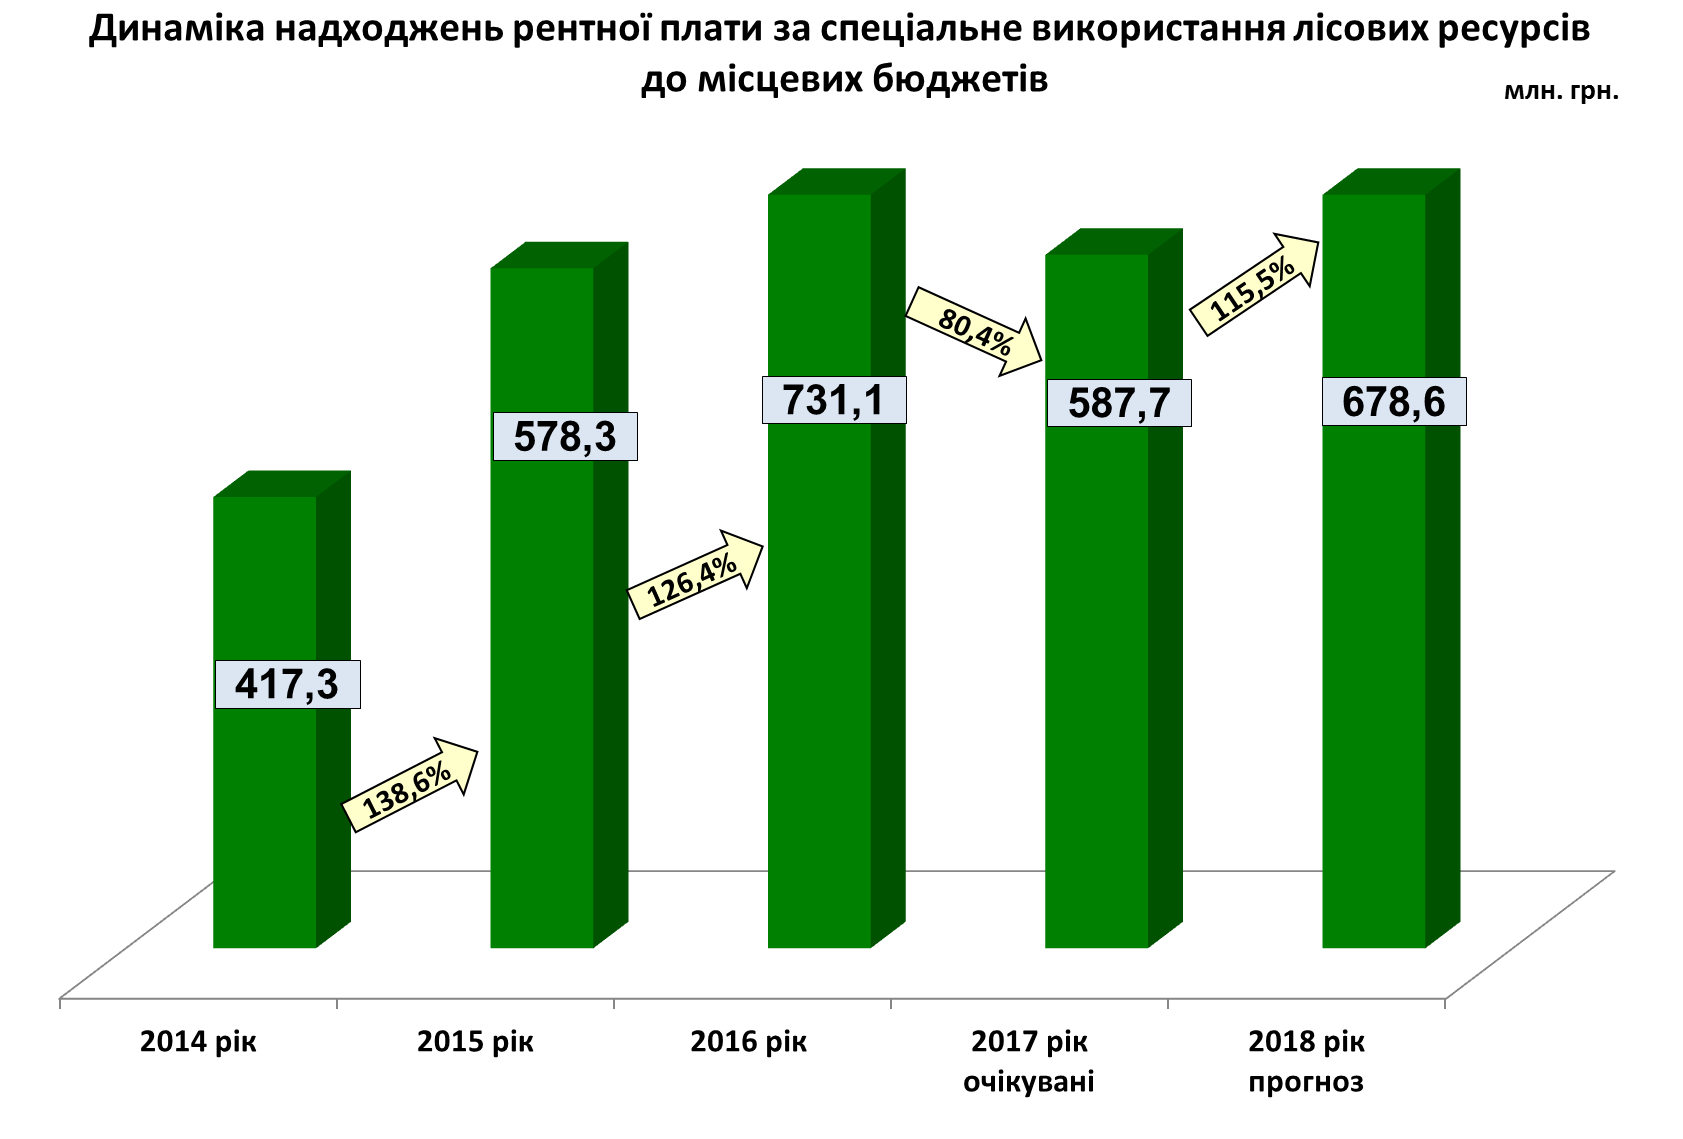 Динаміка надходжень рентної плати за спеціальне використання лісових ресурсів
до місцевих бюджетів
млн. грн.
417,3
138,6%
578,3
126,4%
731,1
80,4%
587,7
115,5%
678,6
2014 рік
2015 рік
2016 рік
2017 рік
очікувані
2018 рік
прогноз